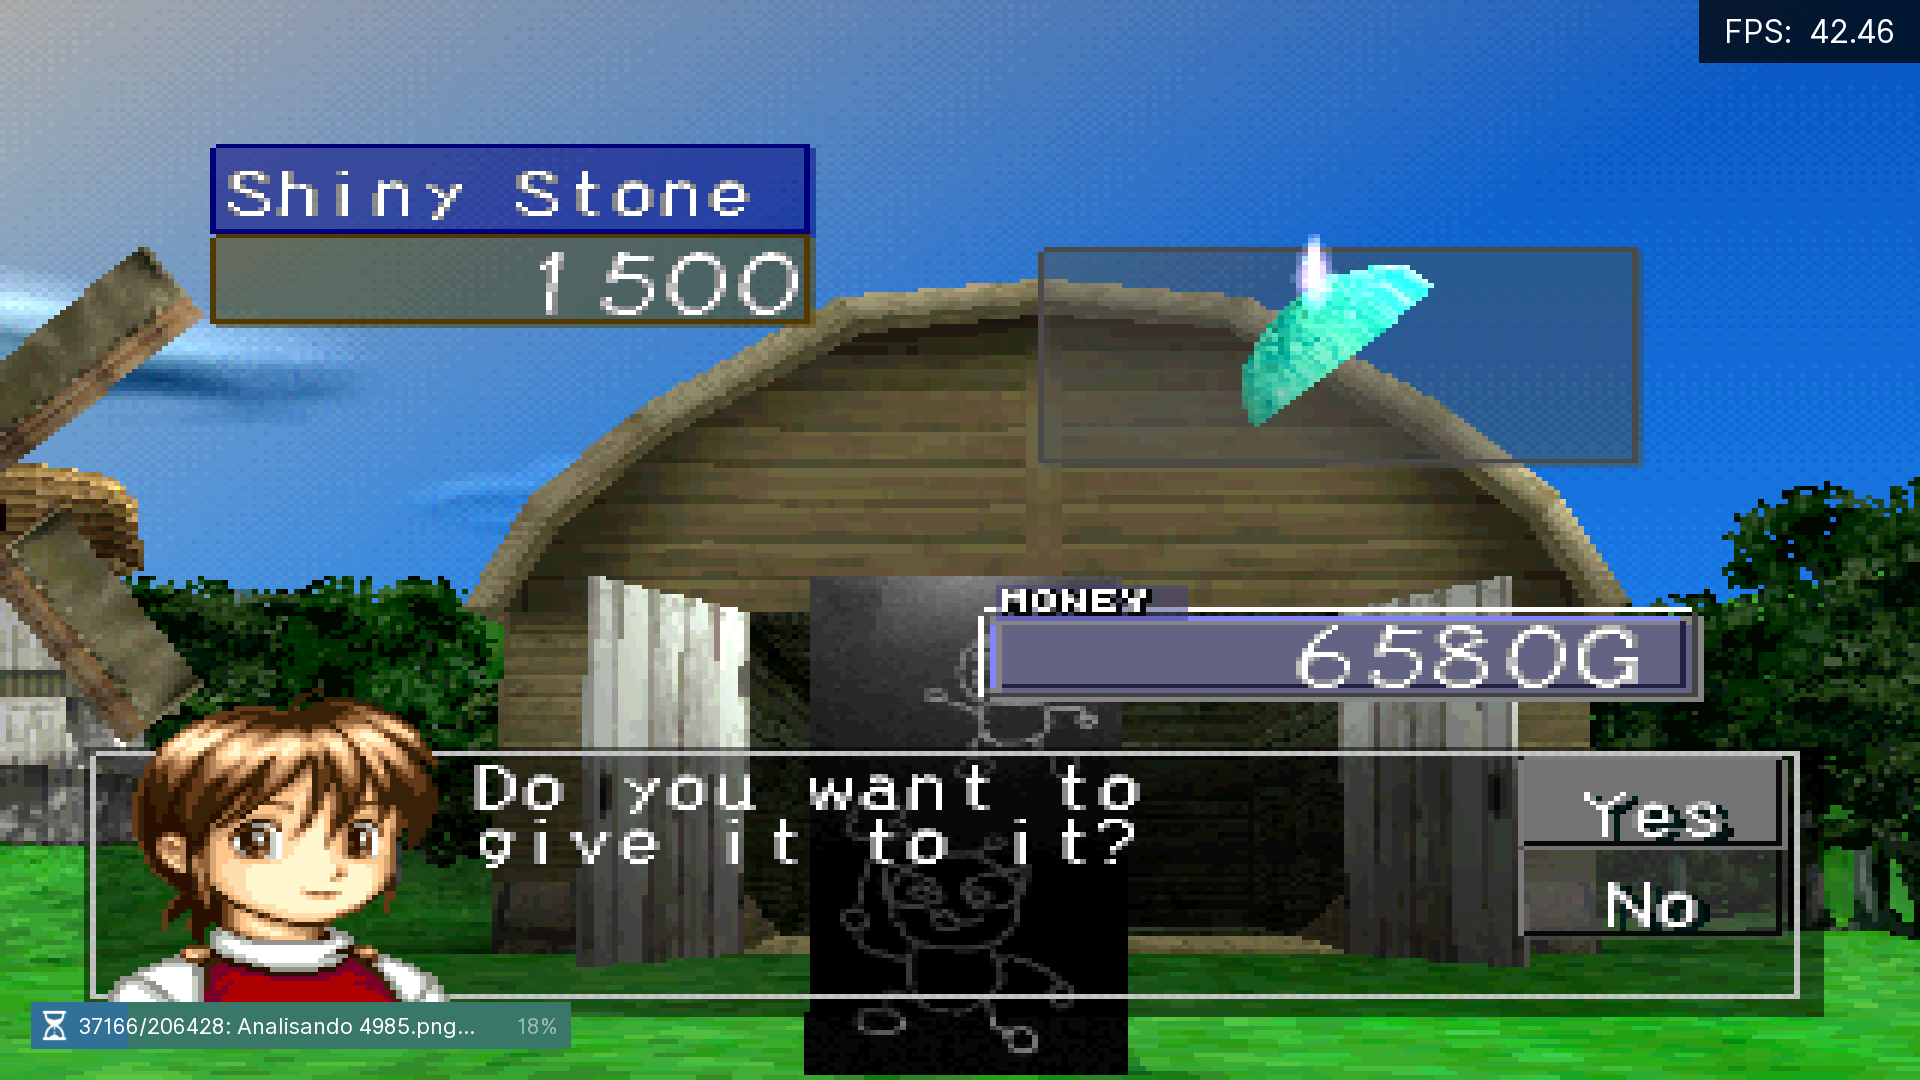 FPS: 42.46
Shiny Stone
1500
MONEY
6580G
Do you want to
give it to it?
Yes
No
37166/206428: Analisando 4985.png... 18%